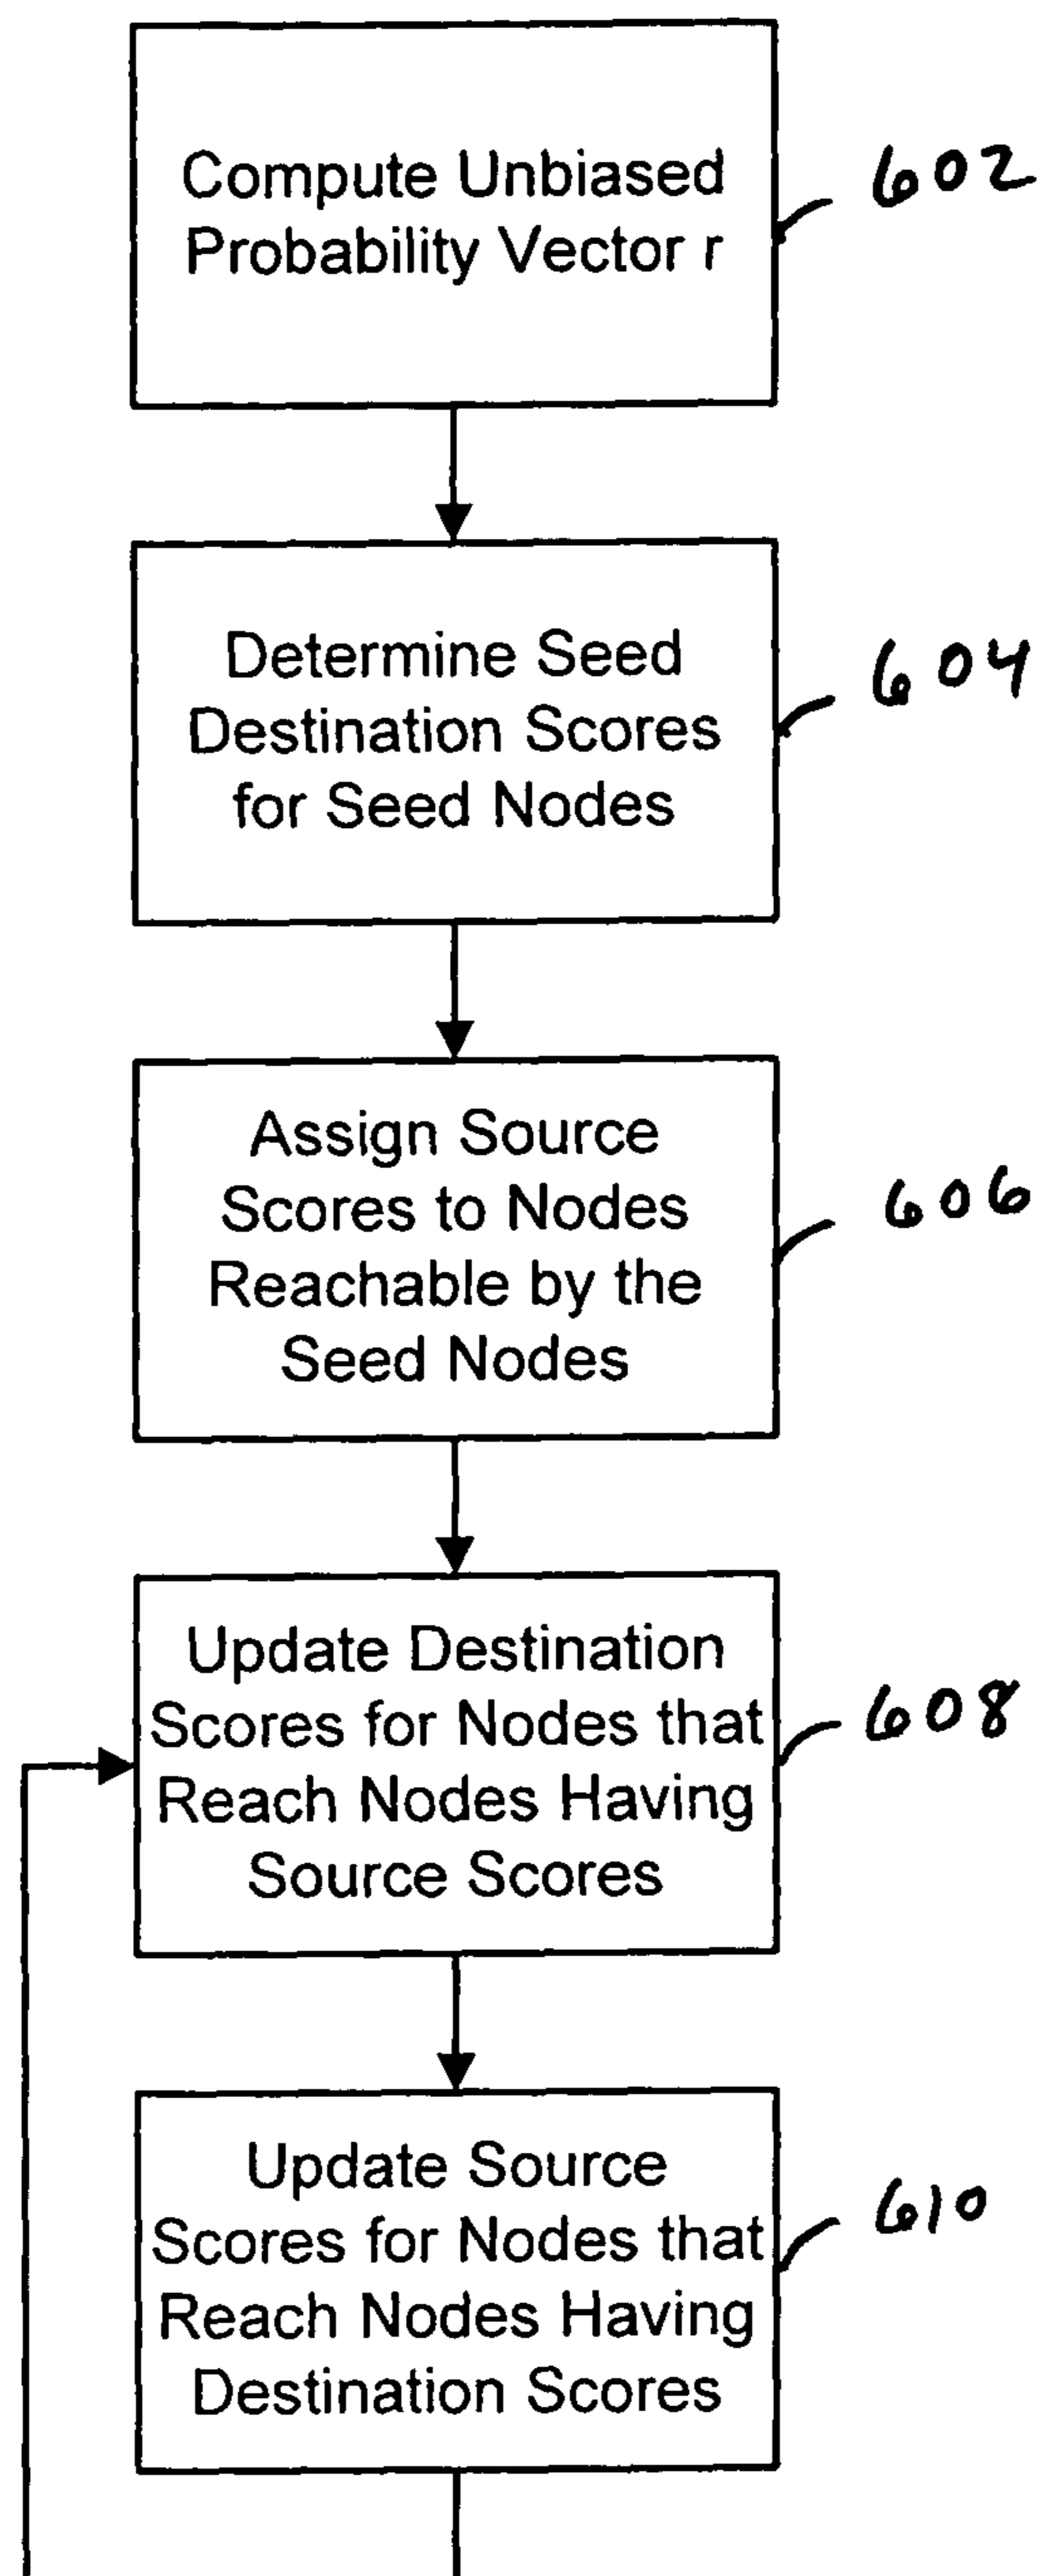 Compute Unbiased
Probability Vector r
602
Determine Seed
Destination Scores
for Seed Nodes
604
Assign Source
Scores to Nodes
Reachable by the
Seed Nodes
606
Update Destination
Scores for Nodes that
Reach Nodes Having
Source Scores
608
Update Source
Scores for Nodes that
Reach Nodes Having
Destination Scores
610